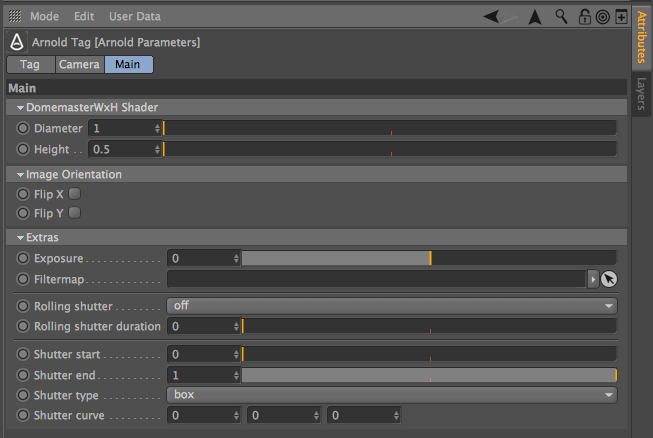 Mode Edit User Data
Arnold Tag [Arnold Parameters]
Tag Camera Main
Main
DomemasterWxH Shader
Diameter 1
Height . . 0.5
Image Orientation
Flip X
Flip Y
Extras
Exposure . . . . . . . . . . . . 0
Filtermap. . . . . . . . . . . .
Rolling shutter . . . . . . . off
Rolling shutter duration 0
Shutter start . . . . . . . . . 0
Shutter end . . . . . . . . . . 1
Shutter type . . . . . . . . . box
Shutter curve . . . . . . . . 0 0 0
Attributes
Layers